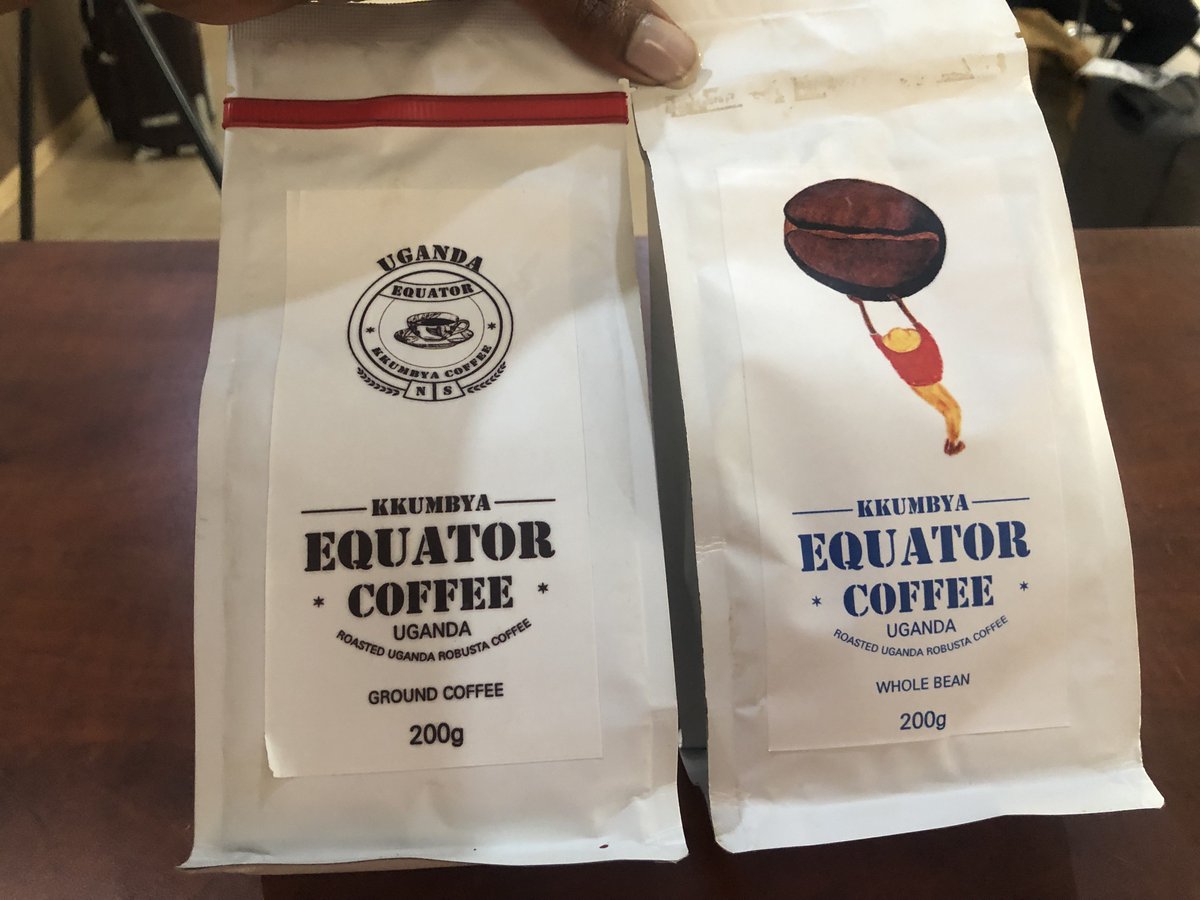 UGANDA
EQUATOR
KKUMBYA COFFEE
N S
KKUMBYA
EQUATOR
* COFFEE *
UGANDA
ROASTED UGANDA ROBUSTA COFFEE
GROUND COFFEE
200g
KKUMBYA
EQUATOR
* COFFEE *
UGANDA
ROASTED UGANDA ROBUSTA COFFEE
WHOLE BEAN
200g